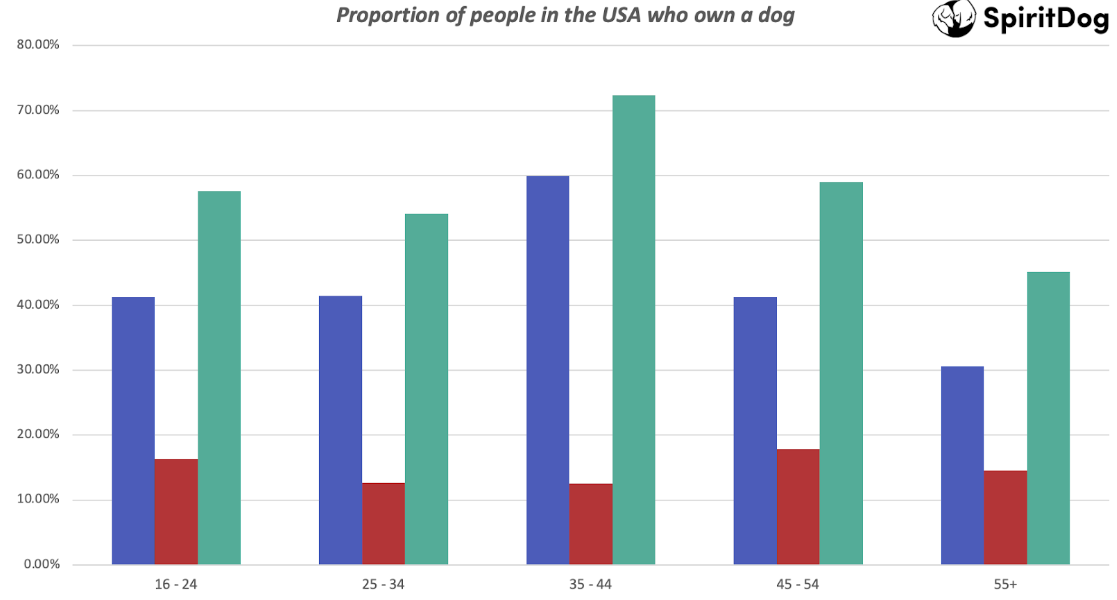 Proportion of people in the USA who own a dog
SpiritDog
80.00%
70.00%
60.00%
50.00%
40.00%
30.00%
20.00%
10.00%
0.00%
16 - 24
25 - 34
35 - 44
45 - 54
55+